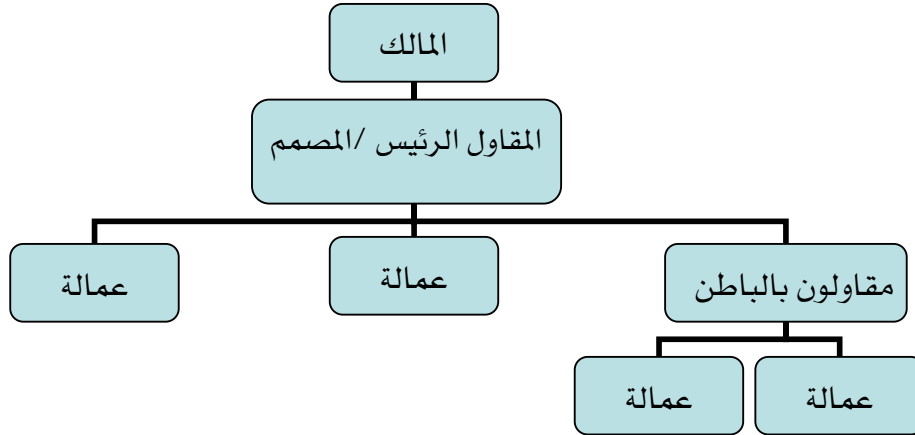 المالك
المقاول الرئيس /المصمم
مقاولون بالباطن
عمالة
عمالة
عمالة
عمالة